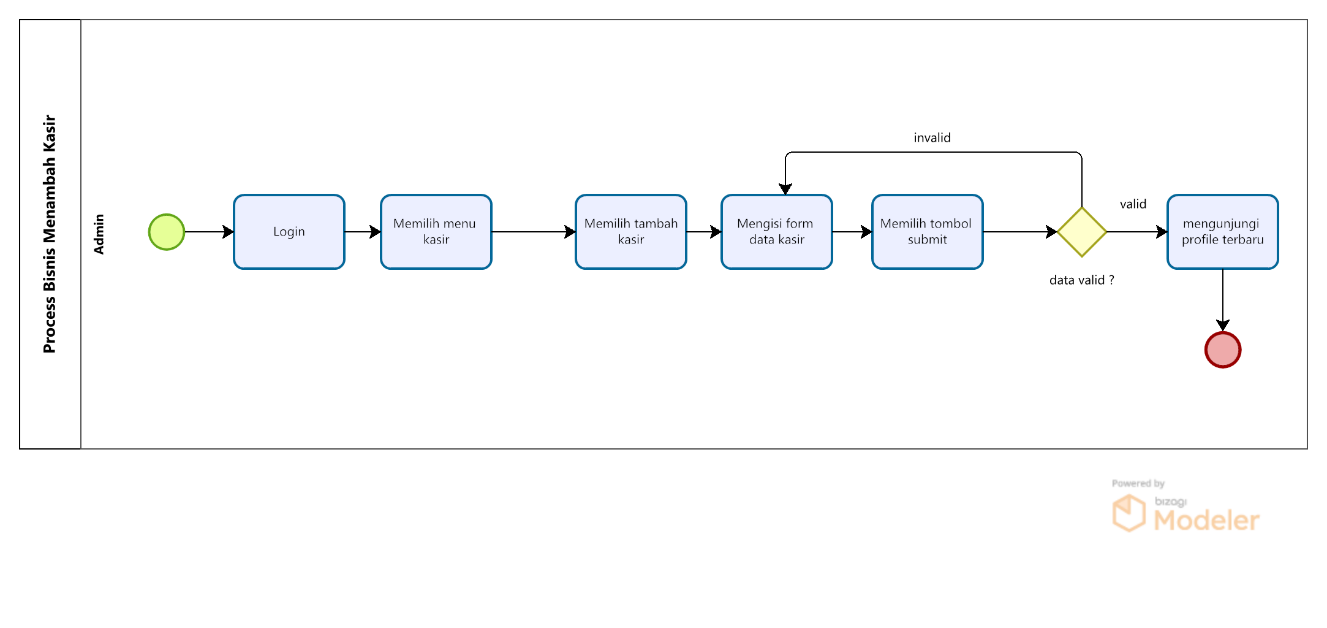 Process Bisnis Menambah Kasir
Admin
Login
Memilih menu
kasir
Memilih tambah
kasir
Mengisi form
data kasir
Memilih tombol
submit
invalid
data valid ?
valid
mengunjungi
profile terbaru
Powered by
bizagi
Modeler